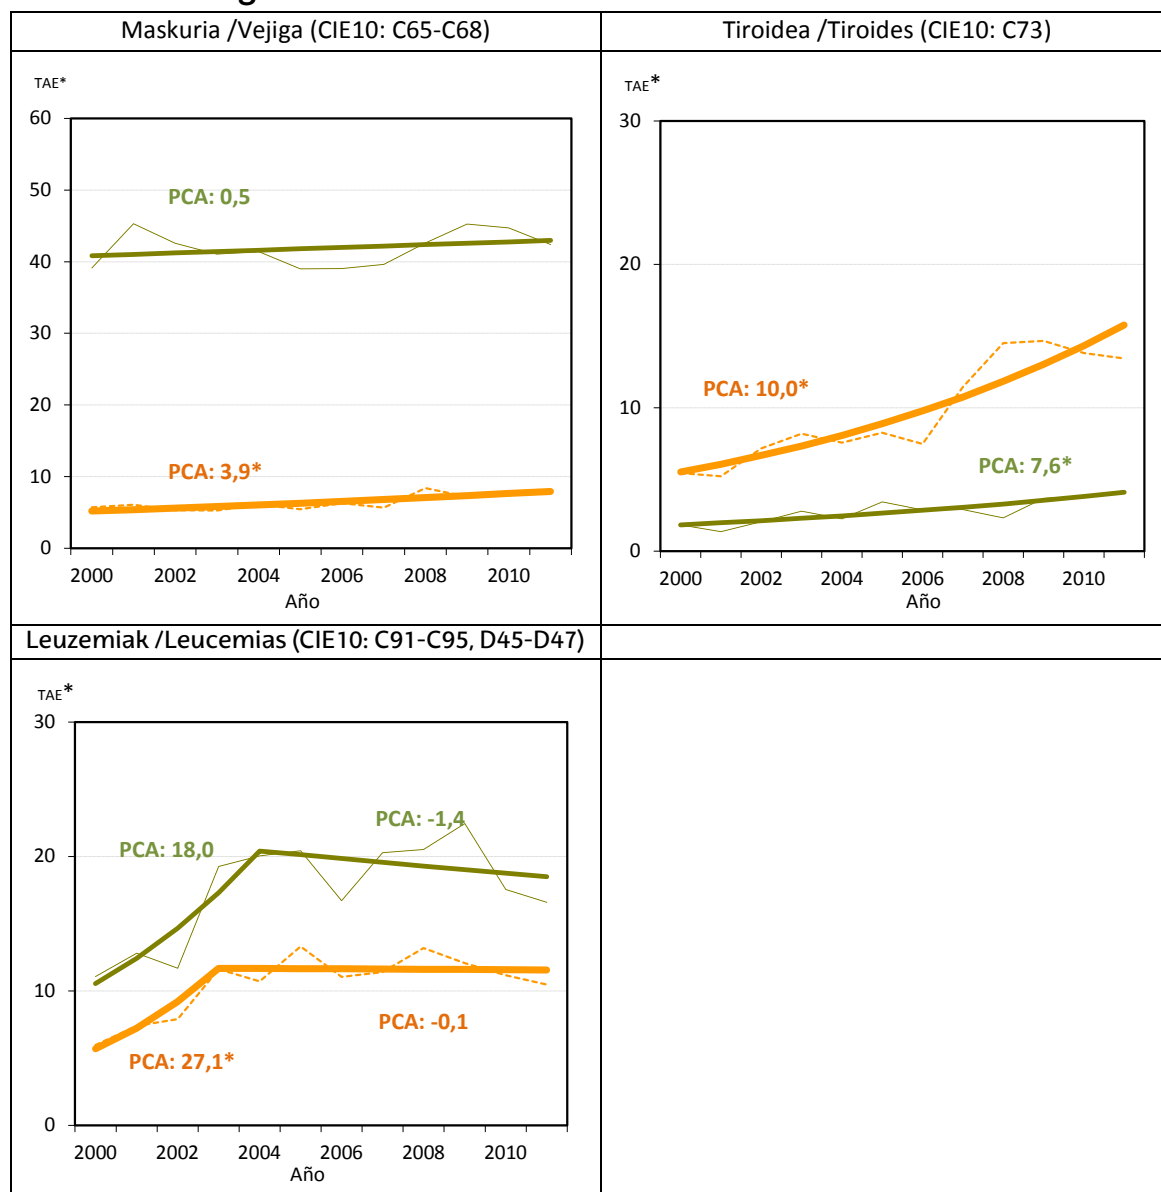 Maskuria /Vejiga (CIE10: C65-C68)
Tiroidea /Tiroides (CIE10: C73)
TAE*
60
50
40
30
20
10
0
PCA: 0,5
PCA: 3,9*
2000 2002 2004 2006 2008 2010
Año
TAE*
30
20
10
0
PCA: 10,0*
PCA: 7,6*
2000 2002 2004 2006 2008 2010
Año
Leuzemiak /Leucemias (CIE10: C91-C95, D45-D47)
TAE*
30
20
10
0
PCA: 18,0
PCA: -1,4
PCA: -0,1
PCA: 27,1*
2000 2002 2004 2006 2008 2010
Año